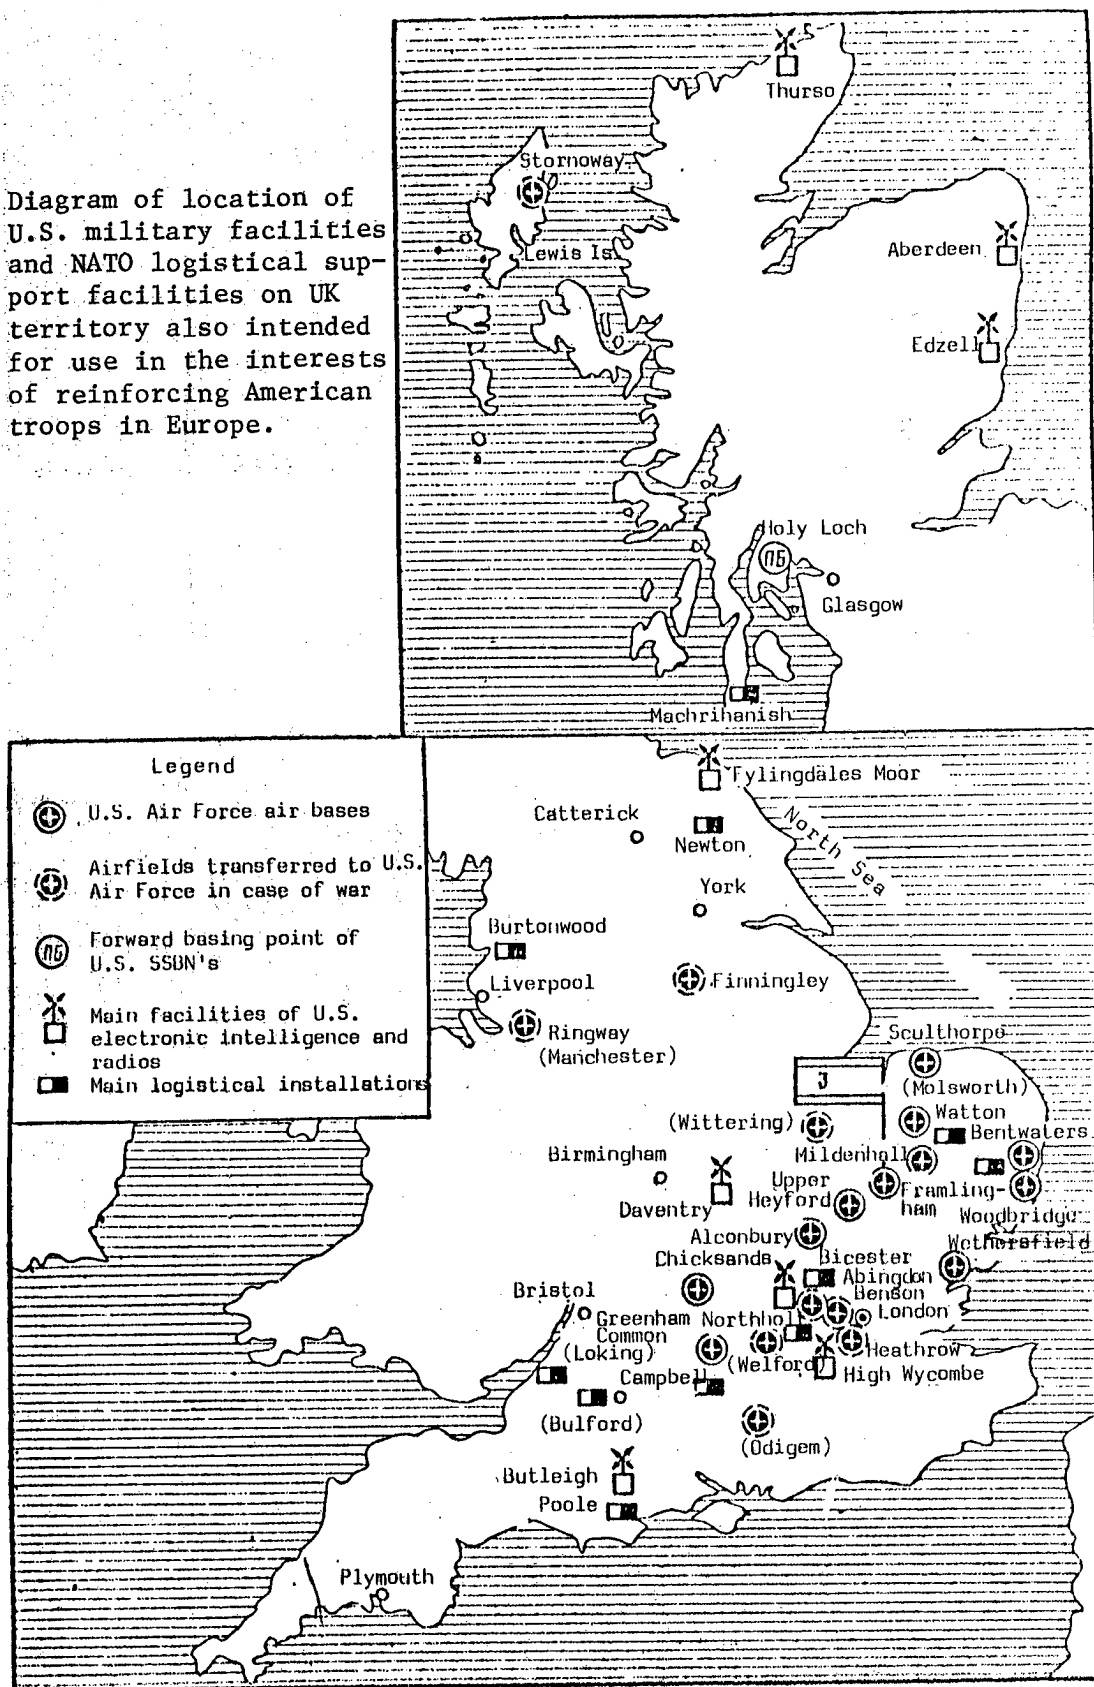 Diagram of location of
U.S. military facilities
and NATO logistical sup-
port facilities on UK
territory also intended
for use in the interests
of reinforcing American
troops in Europe.
Thurso
Stornoway
Lewis Is.
Aberdeen
Edzell
Holy Loch
ПБ
Glasgow
Machrihanish
Legend
U.S. Air Force air bases
Airfields transferred to U.S.
Air Force in case of war
ПБ
Forward basing point of
U.S. SSBN's
Main facilities of U.S.
electronic intelligence and
radios
Main logistical installations
Fylingdales Moor
Catterick
Newton
North Sea
York
Burtonwood
Liverpool
Finningley
Ringway
(Manchester)
Sculthorpe
J
(Molsworth)
(Wittering)
Watton
Bentwaters
Birmingham
Mildenhall
Daventry
Upper
Heyford
Framling-
ham
Woodbridge
Alconbury
Wethersfield
Chicksands
Bicester
Abingdon
Benson
Bristol
London
Greenham
Common
Northholt
(Loking)
(Welford)
Heathrow
Campbell
High Wycombe
(Bulford)
(Odigem)
Butleigh
Poole
Plymouth